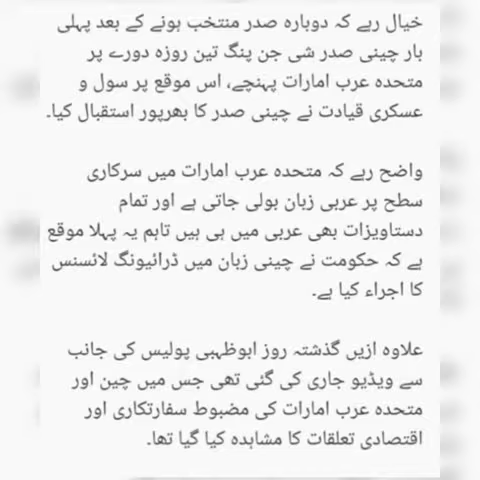 خیال رہے کہ دوبارہ صدر منتخب ہونے کے بعد پہلی
بار چینی صدر شی جن پنگ تین روزہ دورے پر
متحدہ عرب امارات پہنچے، اس موقع پر سول و
عسکری قیادت نے چینی صدر کا بھرپور استقبال کیا۔
واضح رہے کہ متحدہ عرب امارات میں سرکاری
سطح پر عربی زبان بولی جاتی ہے اور تمام
دستاویزات بھی عربی میں ہی ہیں تاہم یہ پہلا موقع
ہے کہ حکومت نے چینی زبان میں ڈرائیونگ لائسنس
کا اجراء کیا ہے۔
علاوہ ازیں گذشتہ روز ابوظہبی پولیس کی جانب
سے ویڈیو جاری کی گئی تھی جس میں چین اور
متحدہ عرب امارات کی مضبوط سفارتکاری اور
اقتصادی تعلقات کا مشاہدہ کیا گیا تھا۔